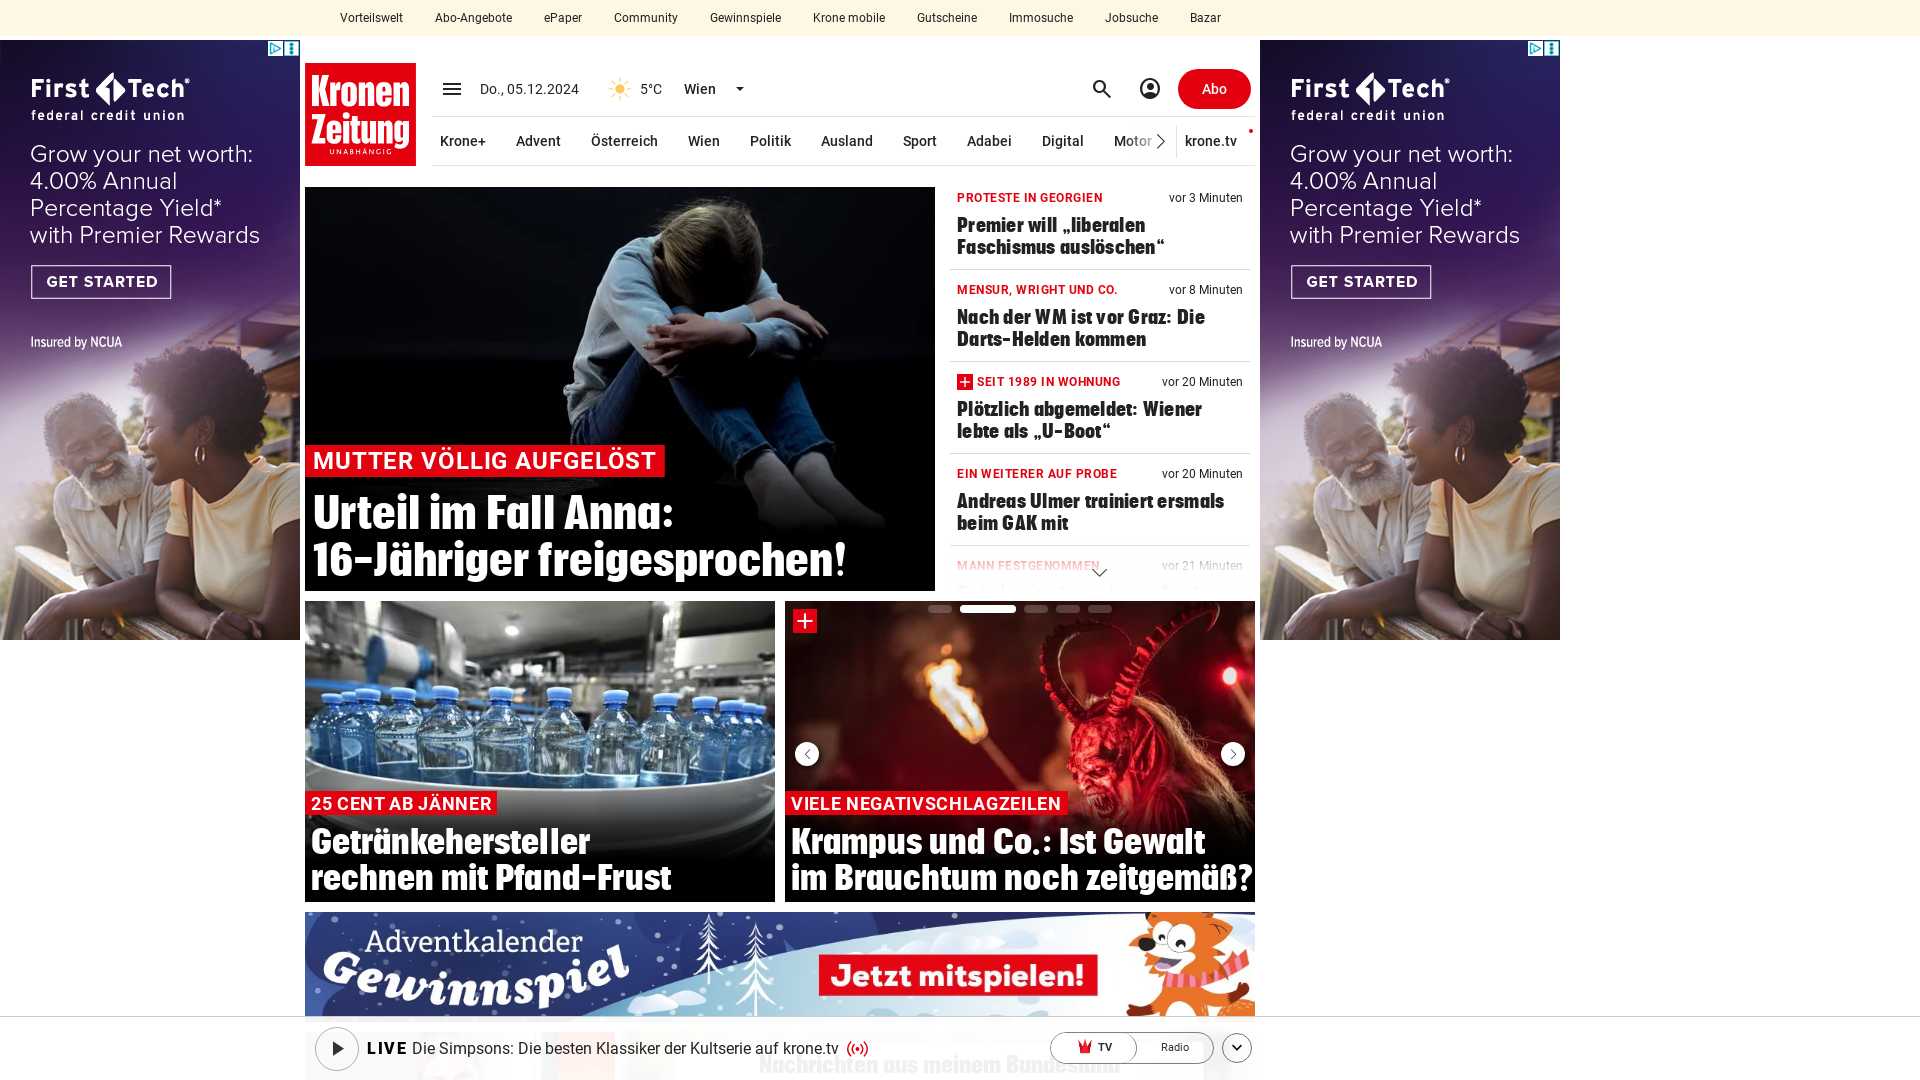 Vorteilswelt Abo-Angebote ePaper Community Gewinnspiele Krone mobile Gutscheine Immosuche Jobsuche Bazar
First Tech®
federal credit union
Grow your net worth:
4.00% Annual
Percentage Yield*
with Premier Rewards
GET STARTED
Insured by NCUA
Kronen
Zeitung
UNABHÄNGIG
Do., 05.12.2024 5°C Wien Abo
Krone+ Advent Österreich Wien Politik Ausland Sport Adabei Digital Motor krone.tv
MUTTER VÖLLIG AUFGELÖST
Urteil im Fall Anna:
16-Jähriger freigesprochen!
PROTESTE IN GEORGIEN vor 3 Minuten
Premier will „liberalen
Faschismus auslöschen“
MENSUR, WRIGHT UND CO. vor 8 Minuten
Nach der WM ist vor Graz: Die
Darts-Helden kommen
SEIT 1989 IN WOHNUNG vor 20 Minuten
Plötzlich abgemeldet: Wiener
lebte als „U-Boot“
EIN WEITERER AUF PROBE vor 20 Minuten
Andreas Ulmer trainiert ersmals
beim GAK mit
MANN FESTGENOMMEN vor 21 Minuten
First Tech®
federal credit union
Grow your net worth:
4.00% Annual
Percentage Yield*
with Premier Rewards
GET STARTED
Insured by NCUA
25 CENT AB JÄNNER
Getränkehersteller
rechnen mit Pfand-Frust
VIELE NEGATIVSCHLAGZEILEN
Krampus und Co.: Ist Gewalt
im Brauchtum noch zeitgemäß?
Adventkalender
Gewinnspiel
Jetzt mitspielen!
LIVE Die Simpsons: Die besten Klassiker der Kultserie auf krone.tv TV Radio
Nachrichten aus meinem Bundesland